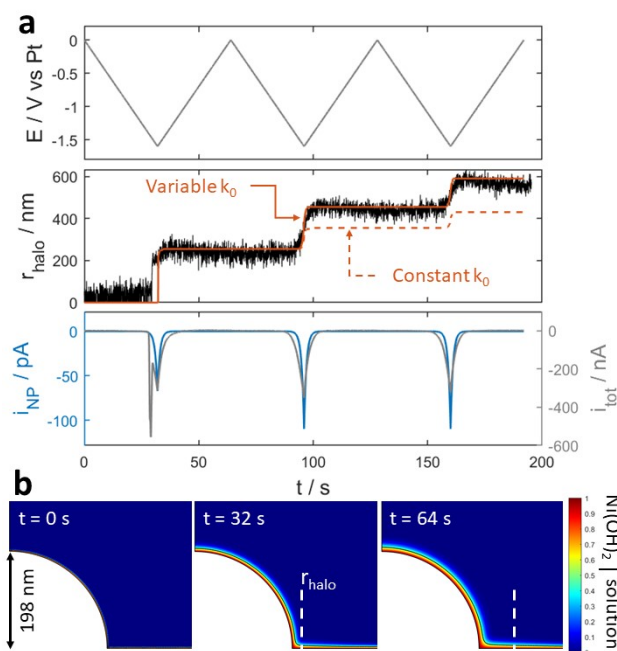 a
E / V vs Pt
0
-0.5
-1
-1.5
r_halo / nm
600
400
200
0
Variable k_0
Constant k_0
i_NP / pA
0
-50
-100
0
-200
-400
-600
i_tot / nA
0
50
100
150
200
t / s
b
t = 0 s
t = 32 s
t = 64 s
198 nm
r_halo
1
0.9
0.8
0.7
0.6
0.5
0.4
0.3
0.2
0.1
0
Ni(OH)_2 | solution